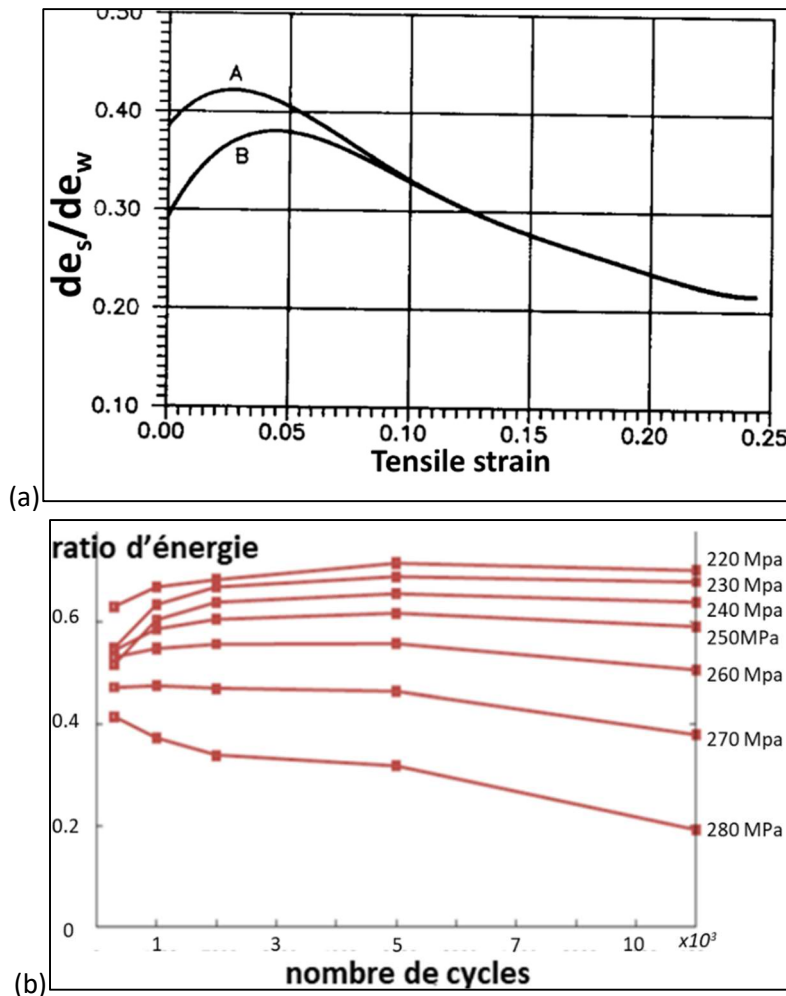 0.50
A
0.40
B
de_s/de_w
0.30
0.20
0.10
0.00 0.05 0.10 0.15 0.20 0.25
Tensile strain
(a)
ratio d’énergie
220 Mpa
230 Mpa
0.6
240 Mpa
250MPa
260 Mpa
0.4
270 Mpa
0.2
280 MPa
0
1 3 5 7 10 x10³
nombre de cycles
(b)